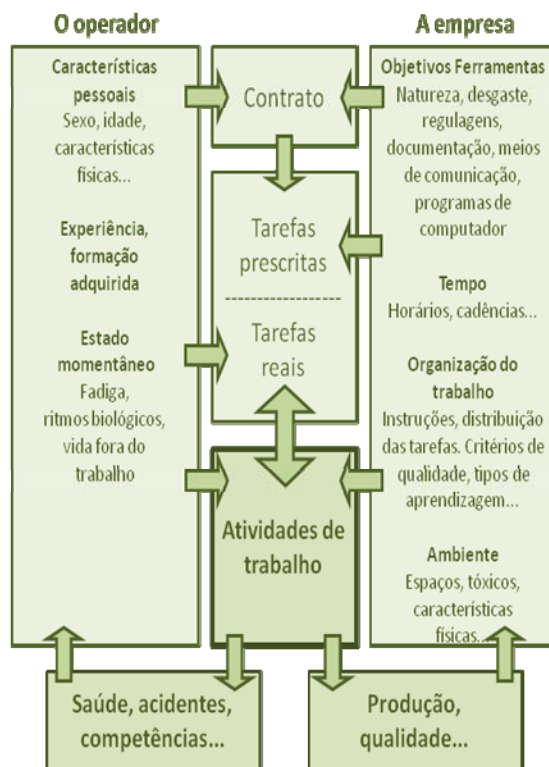 O operador
Características
pessoais
Sexo, idade,
características
físicas...
Experiência,
formação
adquirida
Estado
momentâneo
Fadiga,
ritmos biológicos,
vida fora do
trabalho
Contrato
Tarefas
prescritas
Tarefas
reais
Atividades de
trabalho
A empresa
Objetivos Ferramentas
Natureza, desgaste,
regulagens,
documentação, meios
de comunicação,
programas de
computador
Tempo
Horários, cadências...
Organização do
trabalho
Instruções, distribuição
das tarefas. Critérios de
qualidade, tipos de
aprendizagem...
Ambiente
Espaços, tóxicos,
características
físicas...
Saúde, acidentes,
competências...
Produção,
qualidade...